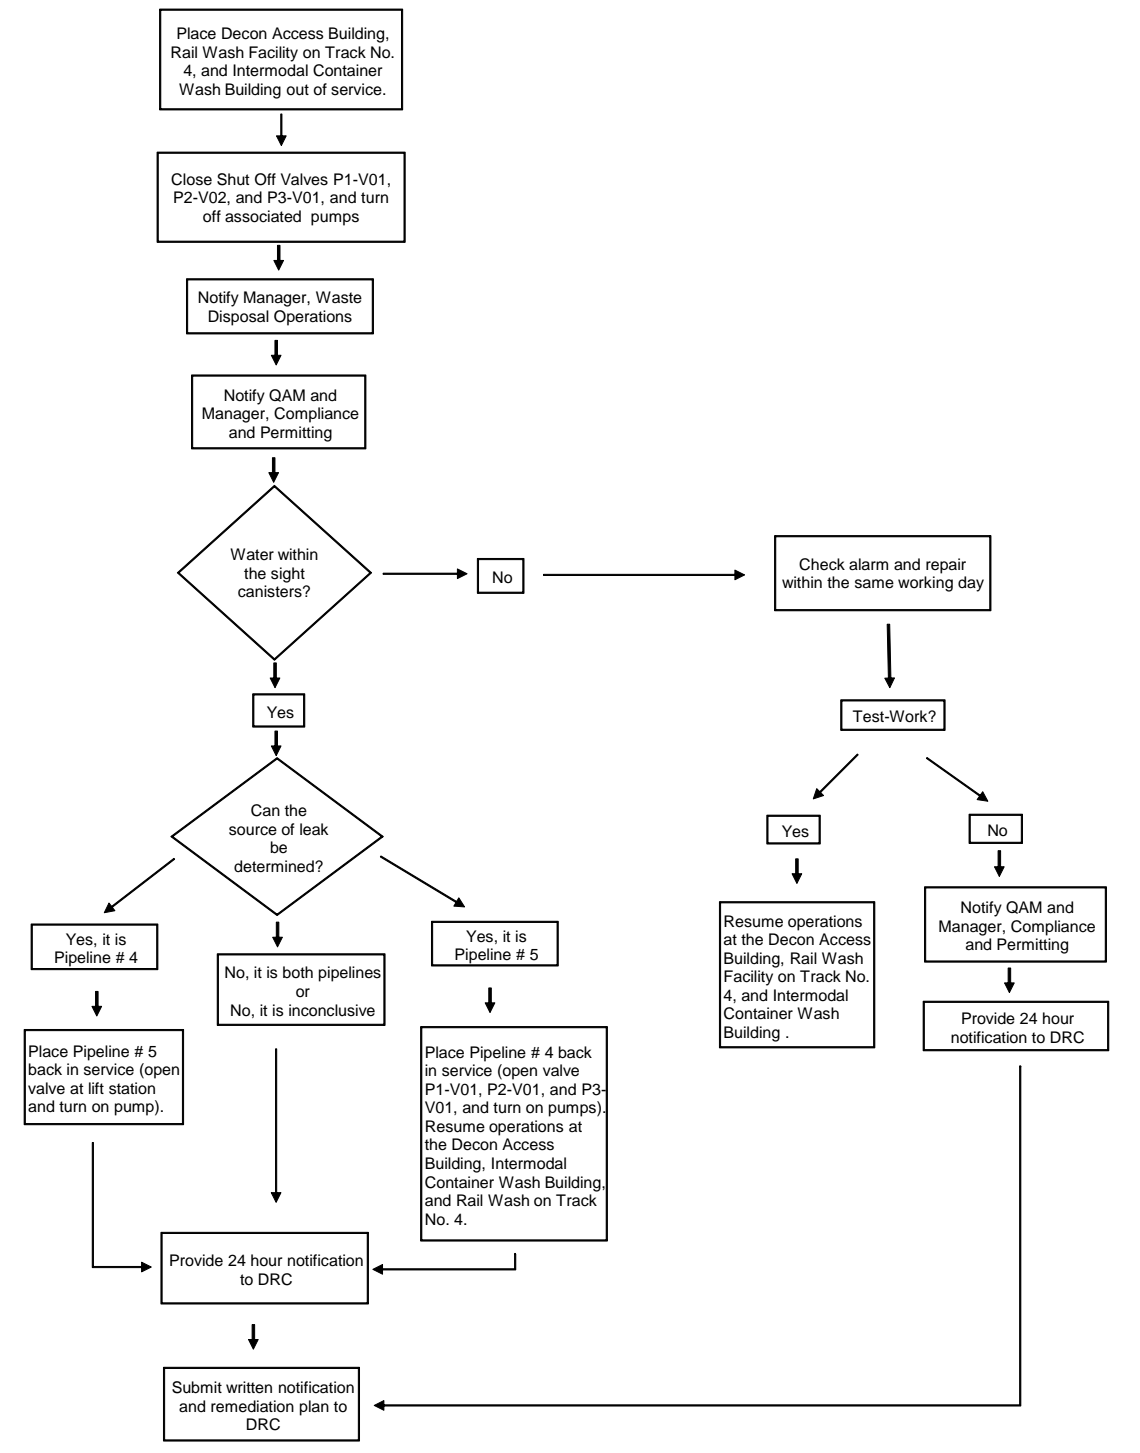 Place Decon Access Building,
Rail Wash Facility on Track No.
4, and Intermodal Container
Wash Building out of service.
Close Shut Off Valves P1-V01,
P2-V02, and P3-V01, and turn
off associated pumps
Notify Manager, Waste
Disposal Operations
Notify QAM and
Manager, Compliance
and Permitting
Water within
the sight
canisters?
No
Check alarm and repair
within the same working day
Test-Work?
Yes
No
Resume operations
at the Decon Access
Building, Rail Wash
Facility on Track No.
4, and Intermodal
Container Wash
Building .
Notify QAM and
Manager, Compliance
and Permitting
Provide 24 hour
notification to DRC
Yes
Can the
source of leak
be
determined?
Yes, it is
Pipeline # 4
No, it is both pipelines
or
No, it is inconclusive
Yes, it is
Pipeline # 5
Place Pipeline # 5
back in service (open
valve at lift station
and turn on pump).
Place Pipeline # 4 back
in service (open valve
P1-V01, P2-V01, and P3-
V01, and turn on pumps).
Resume operations at
the Decon Access
Building, Intermodal
Container Wash Building,
and Rail Wash on Track
No. 4.
Provide 24 hour notification
to DRC
Submit written notification
and remediation plan to
DRC